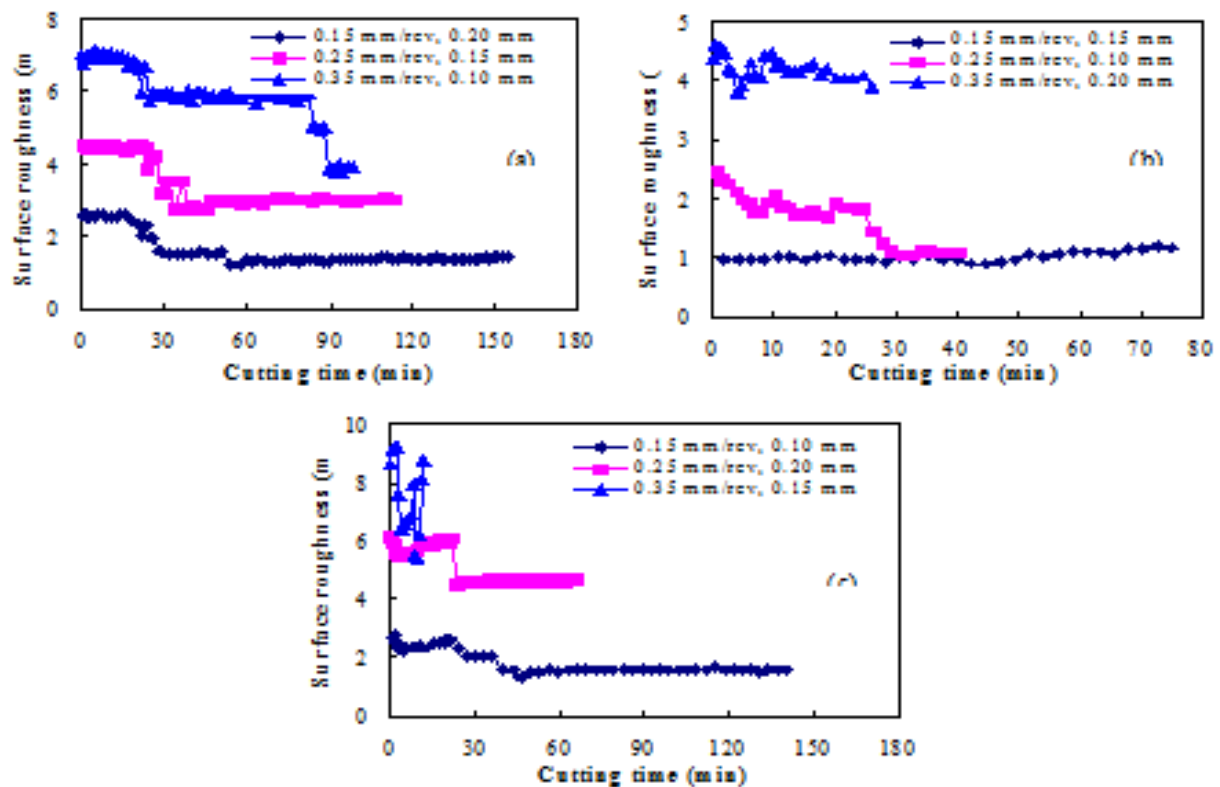 Surface roughness (m
8
6
4
2
0
0.15 mm/rev, 0.20 mm
0.25 mm/rev, 0.15 mm
0.35 mm/rev, 0.10 mm
(a)
0 30 60 90 120 150 180
Cutting time (min)
Surface roughness (
5
4
3
2
1
0
0.15 mm/rev, 0.15 mm
0.25 mm/rev, 0.10 mm
0.35 mm/rev, 0.20 mm
(b)
0 10 20 30 40 50 60 70 80
Cutting time (min)
Surface roughness (m
10
8
6
4
2
0
0.15 mm/rev, 0.10 mm
0.25 mm/rev, 0.20 mm
0.35 mm/rev, 0.15 mm
(c)
0 30 60 90 120 150 180
Cutting time (min)